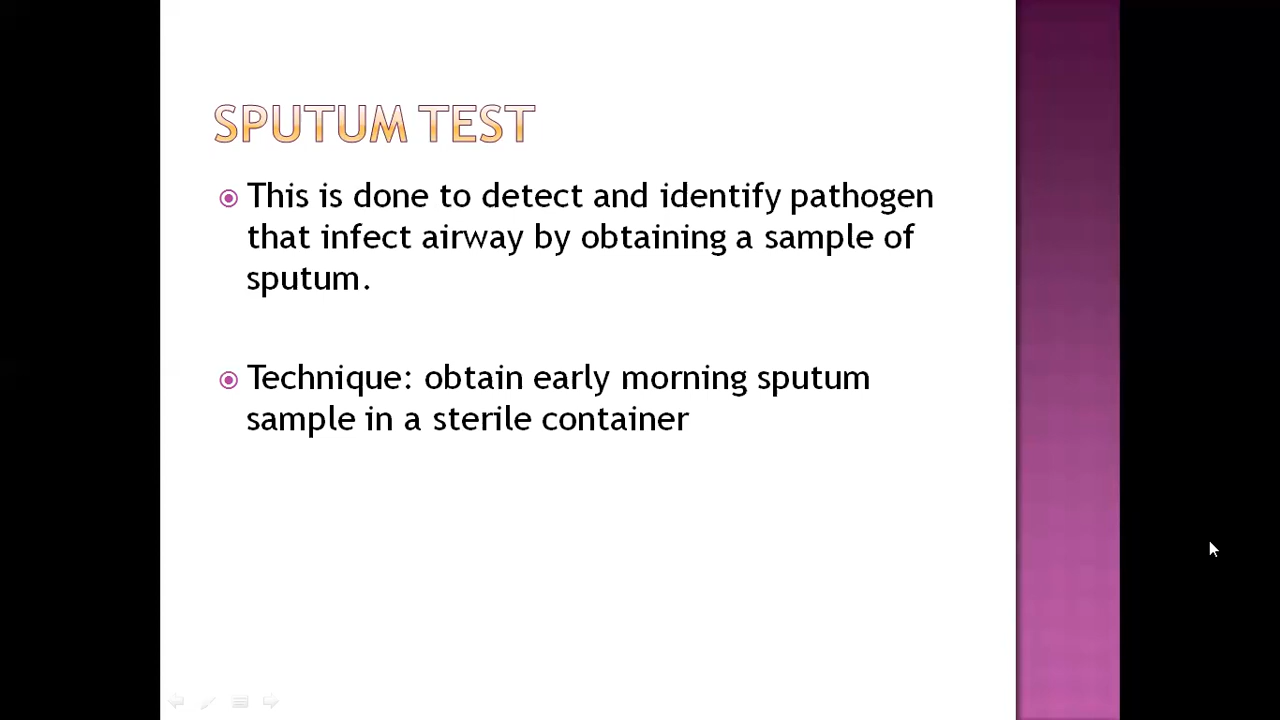 SPUTUM TEST
This is done to detect and identify pathogen
that infect airway by obtaining a sample of
sputum.
Technique: obtain early morning sputum
sample in a sterile container